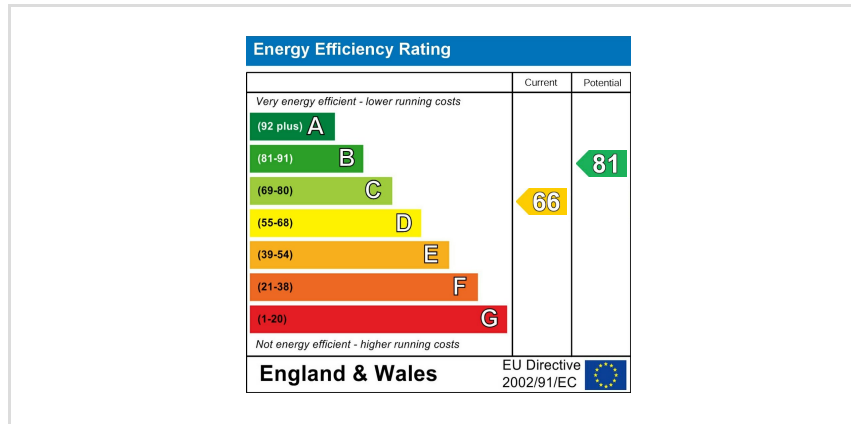 Energy Efficiency Rating
Current Potential
Very energy efficient - lower running costs
(92 plus) A
(81-91) B
81
(69-80) C
66
(55-68) D
(39-54) E
(21-38) F
(1-20) G
Not energy efficient - higher running costs
England & Wales
EU Directive
2002/91/EC